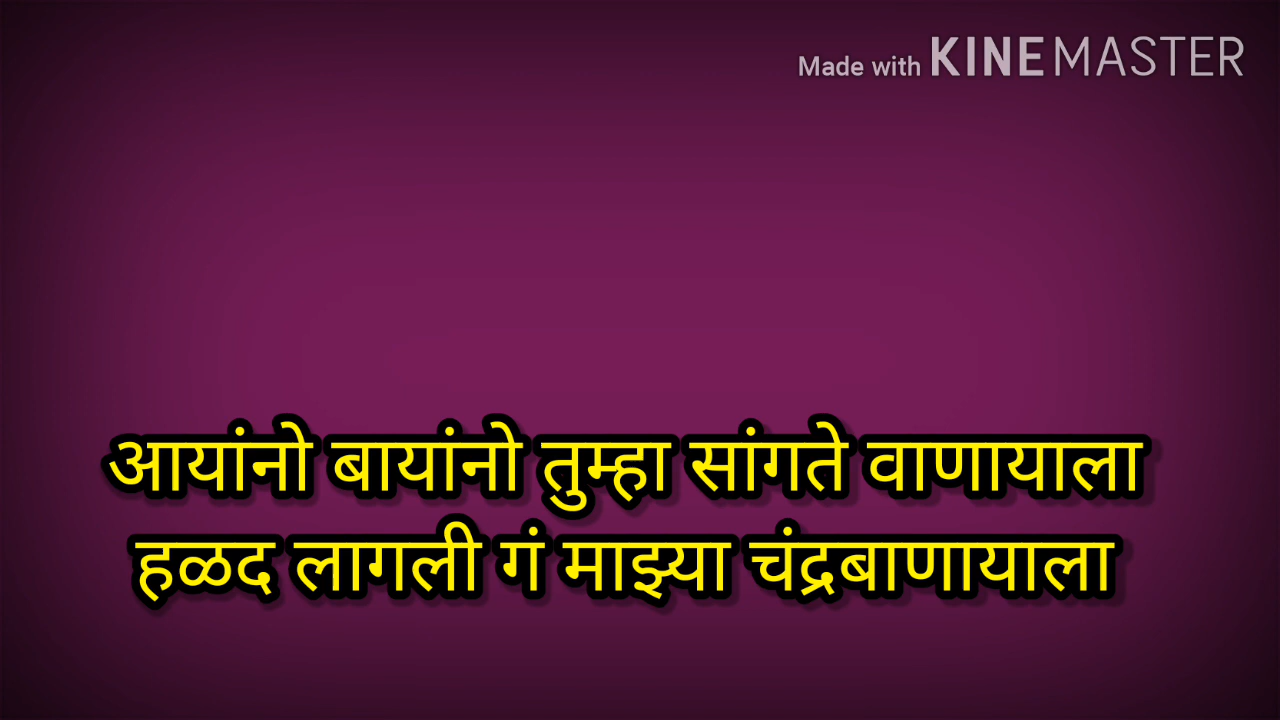 Made with KINEMASTER
आयांनो बायांनो तुम्हा सांगते वाणायाला
हळद लागली गं माझ्या चंद्रबाणायाला